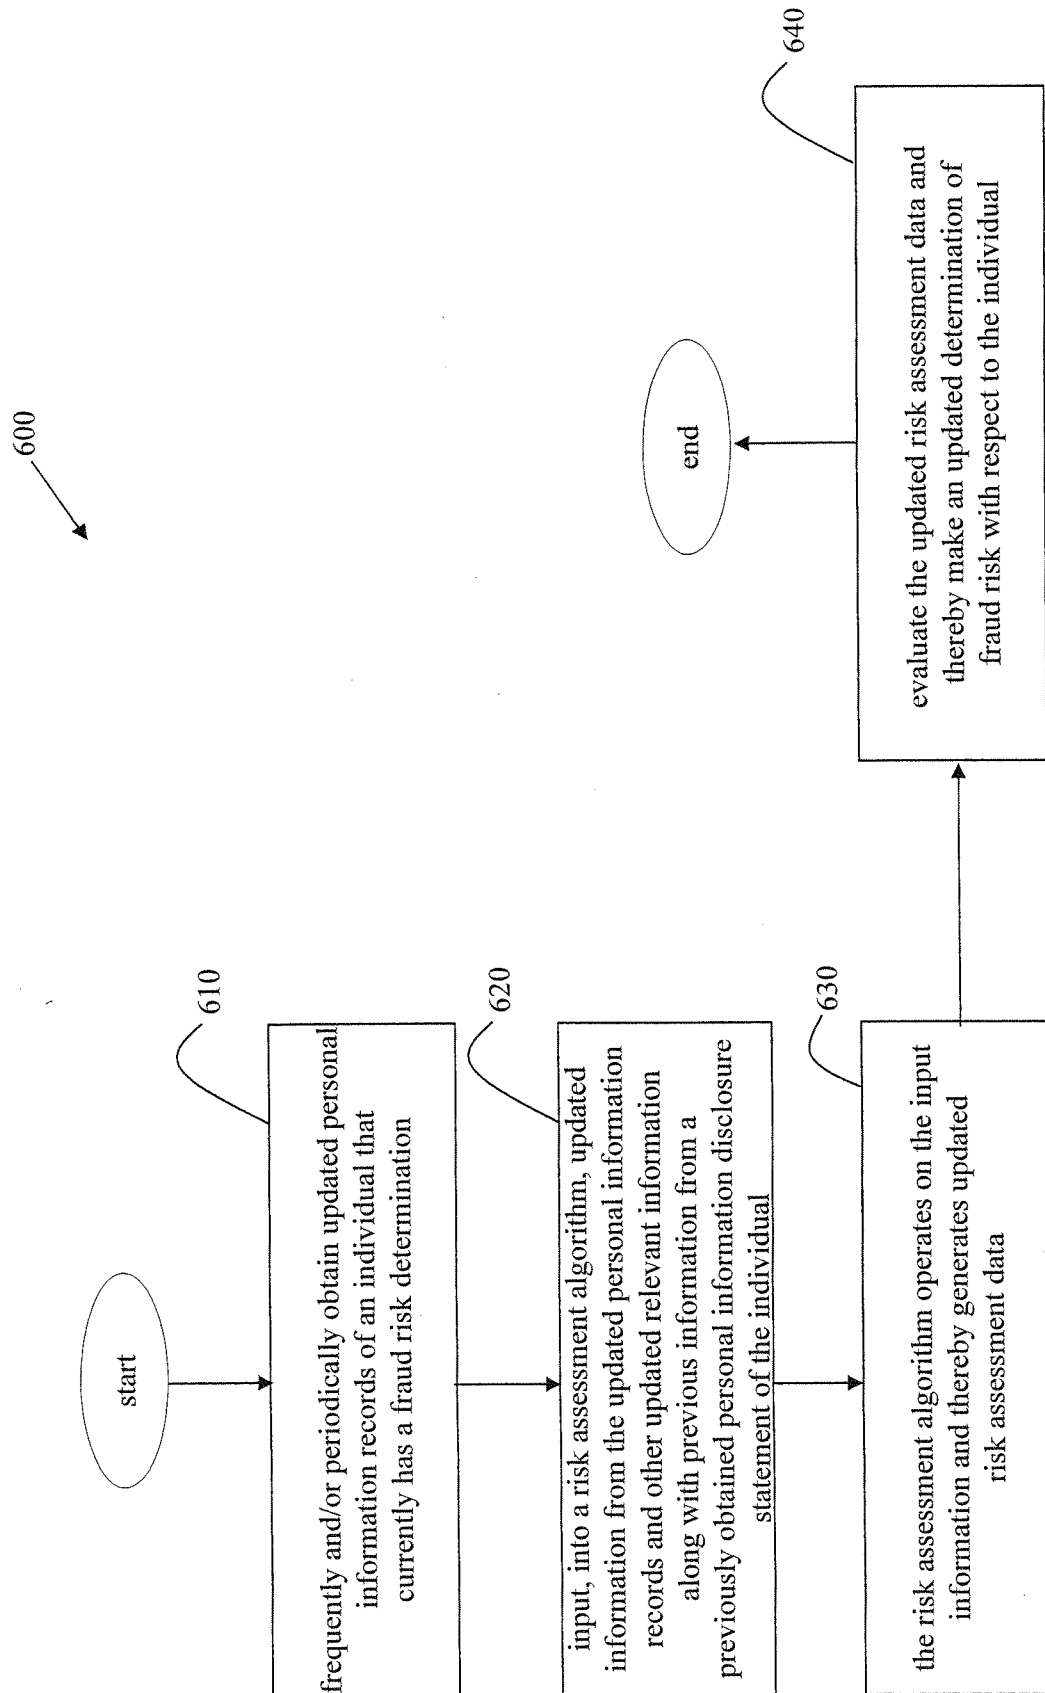 600
start
610
frequently and/or periodically obtain updated personal
information records of an individual that
currently has a fraud risk determination
620
input, into a risk assessment algorithm, updated
information from the updated personal information
records and other updated relevant information
along with previous information from a
previously obtained personal information disclosure
statement of the individual
630
the risk assessment algorithm operates on the input
information and thereby generates updated
risk assessment data
640
evaluate the updated risk assessment data and
thereby make an updated determination of
fraud risk with respect to the individual
end